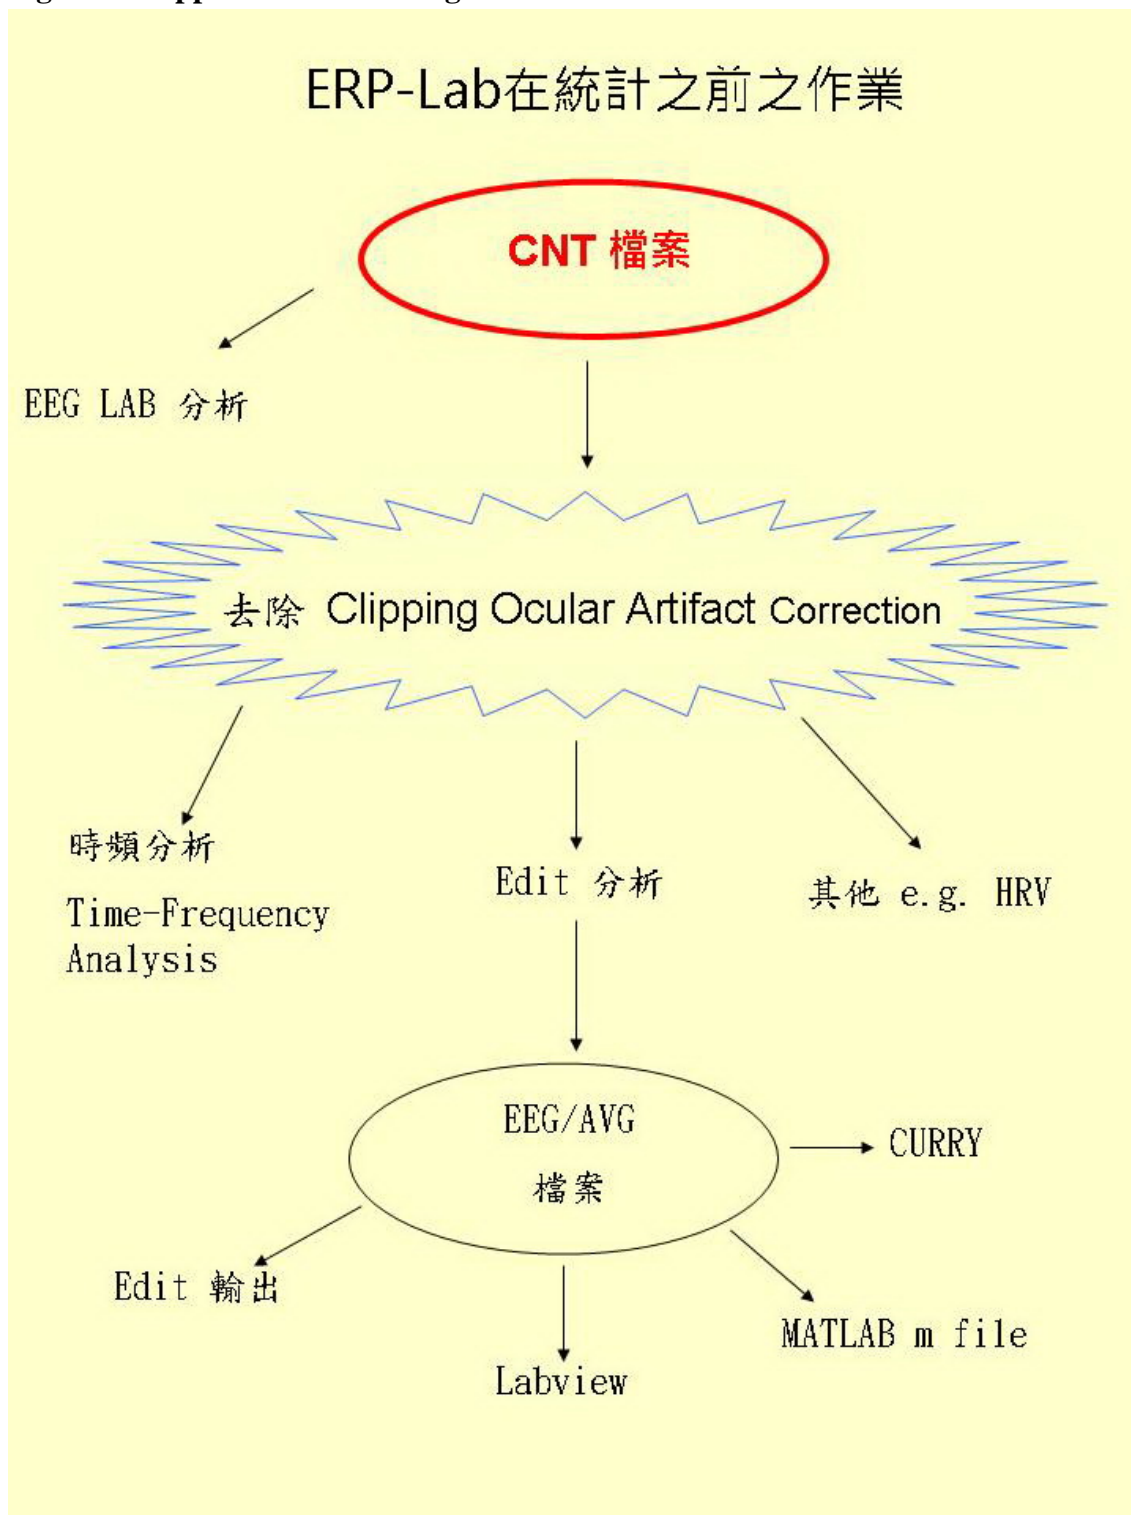 ERP-Lab在統計之前之作業
CNT 檔案
EEG LAB 分析
去除 Clipping Ocular Artifact Correction
時頻分析
Time-Frequency
Analysis
Edit 分析
其他 e.g. HRV
EEG/AVG
檔案
CURRY
Edit 輸出
MATLAB m file
Labview